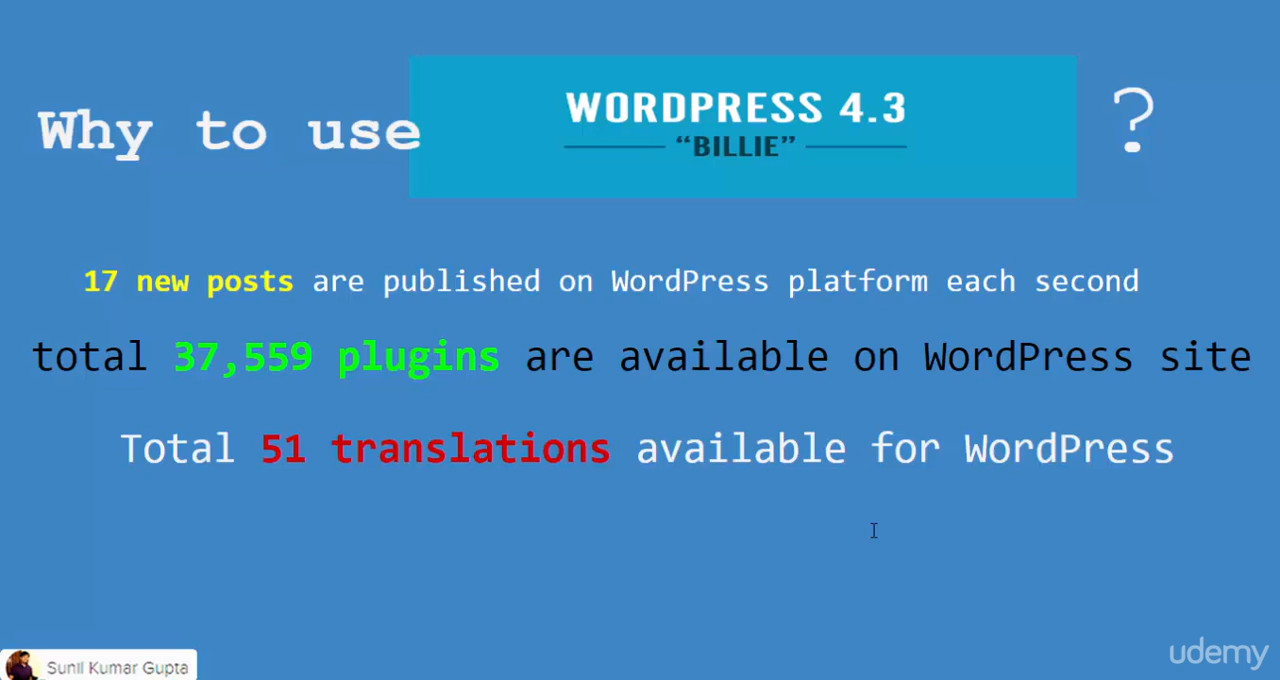 Why to use WORDPRESS 4.3 ?
“BILLIE”
17 new posts are published on WordPress platform each second
total 37,559 plugins are available on WordPress site
Total 51 translations available for WordPress
Sunil Kumar Gupta
udemy